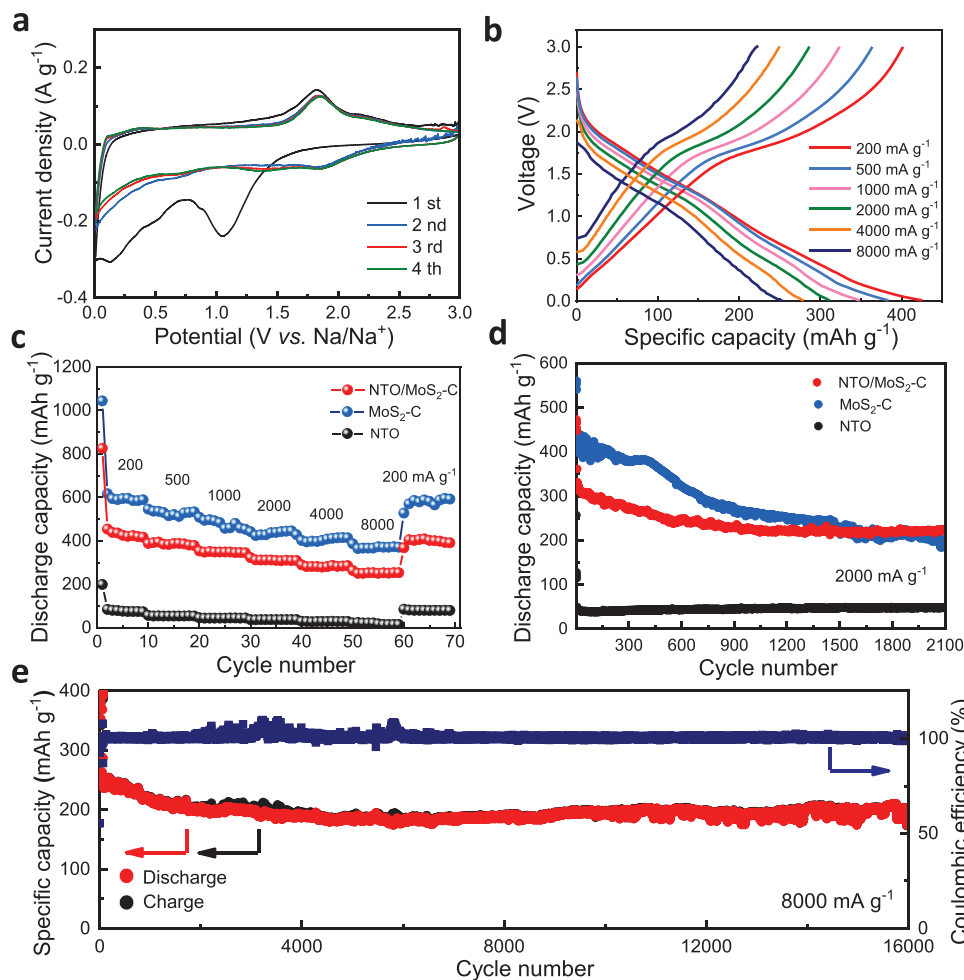 a
Current density (A g⁻¹)
0.2
0.0
-0.2
-0.4
0.0 0.5 1.0 1.5 2.0 2.5 3.0
Potential (V vs. Na/Na⁺)
1 st
2 nd
3 rd
4 th
b
Voltage (V)
3.0
2.5
2.0
1.5
1.0
0.5
0.0
0 100 200 300 400
Specific capacity (mAh g⁻¹)
200 mA g⁻¹
500 mA g⁻¹
1000 mA g⁻¹
2000 mA g⁻¹
4000 mA g⁻¹
8000 mA g⁻¹
c
Discharge capacity (mAh g⁻¹)
1200
1000
800
600
400
200
0
0 10 20 30 40 50 60 70
Cycle number
NTO/MoS₂-C
MoS₂-C
NTO
200 500 1000 2000 4000 8000 200 mA g⁻¹
d
Discharge capacity (mAh g⁻¹)
600
500
400
300
200
100
0
300 600 900 1200 1500 1800 2100
Cycle number
NTO/MoS₂-C
MoS₂-C
NTO
2000 mA g⁻¹
e
Specific capacity (mAh g⁻¹)
400
300
200
100
0
0 4000 8000 12000 16000
Cycle number
Discharge
Charge
8000 mA g⁻¹
100
50
0
Coulombic efficiency (%)